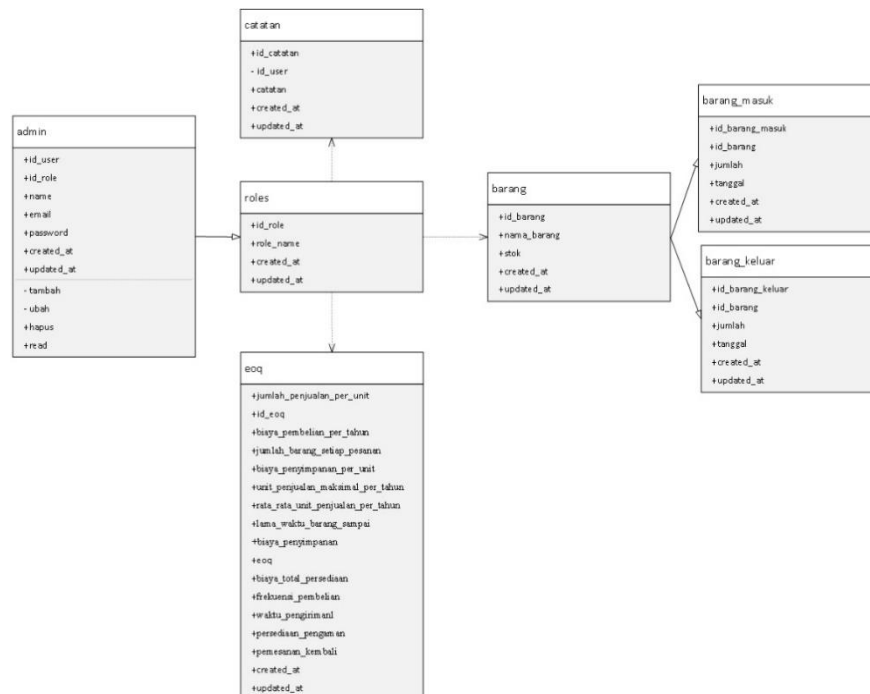 catatan
+id_catatan
- id_user
+catatan
+created_at
+updated_at
admin
+id_user
+id_role
+name
+email
+password
+created_at
+updated_at
- tambah
- ubah
+hapus
+read
roles
+id_role
+role_name
+created_at
+updated_at
barang
+id_barang
+nama_barang
+stok
+created_at
+updated_at
barang_masuk
+id_barang_masuk
+id_barang
+jumlah
+tanggal
+created_at
+updated_at
barang_keluar
+id_barang_keluar
+id_barang
+jumlah
+tanggal
+created_at
+updated_at
eoq
+jumlah_penjualan_per_unit
+id_eoq
+biaya_pembelian_per_tahun
+jumlah_barang_setiap_pesanan
+biaya_penyimpanan_per_unit
+unit_penjualan_maksimal_per_tahun
+rata_rata_unit_penjualan_per_tahun
+lama_waktu_barang_sampai
+biaya_penyimpanan
+eoq
+biaya_total_persediaan
+frekuensi_pembelian
+waktu_pengiriman1
+persediaan_pengaman
+pemesanan_kembali
+created_at
+updated_at